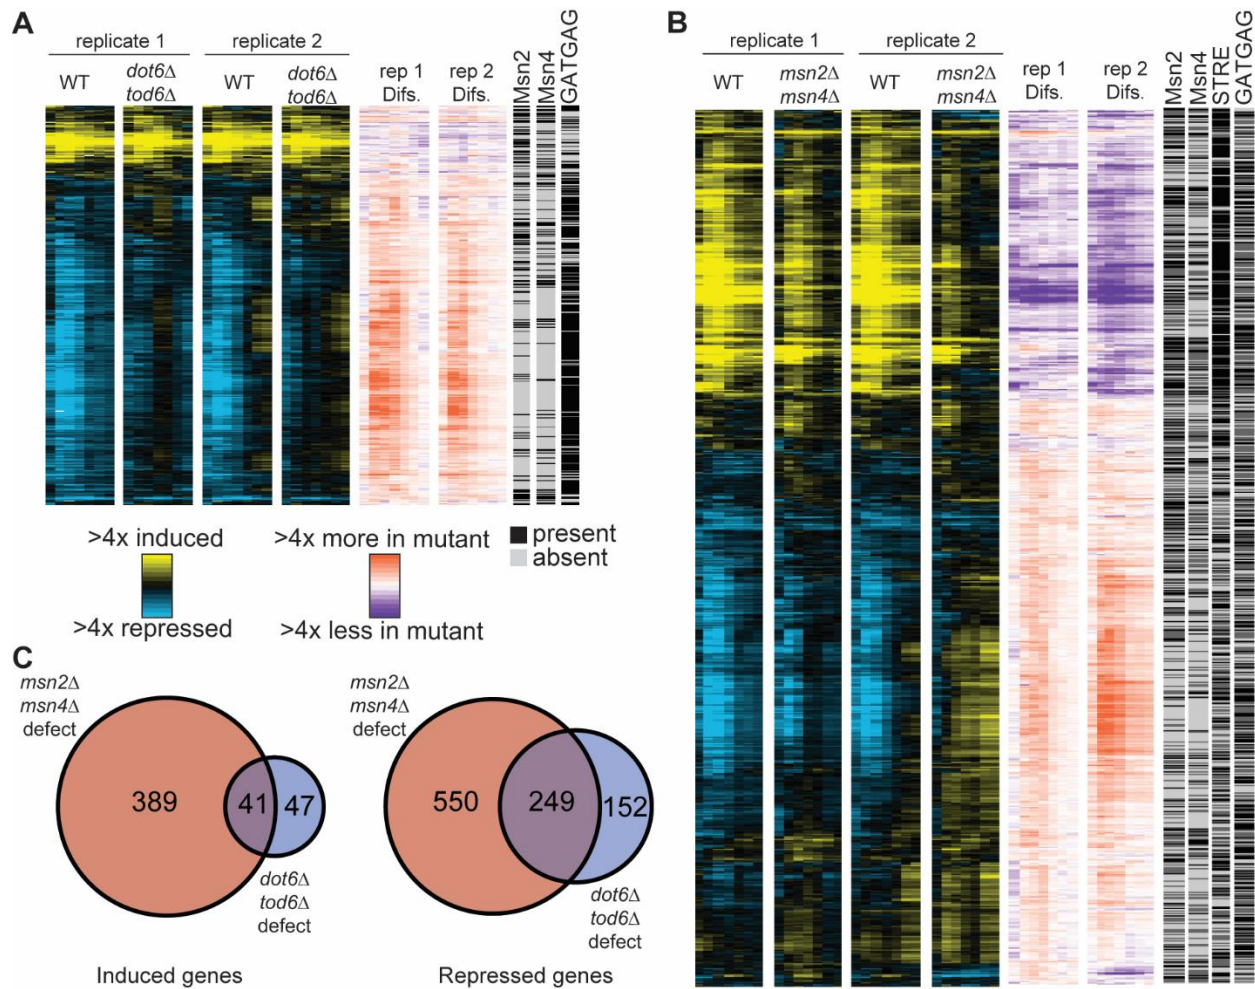 A
replicate 1
replicate 2
WT
dot6Δ
tod6Δ
WT
dot6Δ
tod6Δ
rep 1
Difs.
rep 2
Difs.
Msn2
Msn4
GATGAG
>4x induced
>4x repressed
>4x more in mutant
>4x less in mutant
present
absent
B
replicate 1
replicate 2
WT
msn2Δ
msn4Δ
WT
msn2Δ
msn4Δ
rep 1
Difs.
rep 2
Difs.
Msn2
Msn4
STRE
GATGAG
C
msn2Δ
msn4Δ
defect
389
41
47
dot6Δ
tod6Δ
defect
Induced genes
msn2Δ
msn4Δ
defect
550
249
152
dot6Δ
tod6Δ
defect
Repressed genes